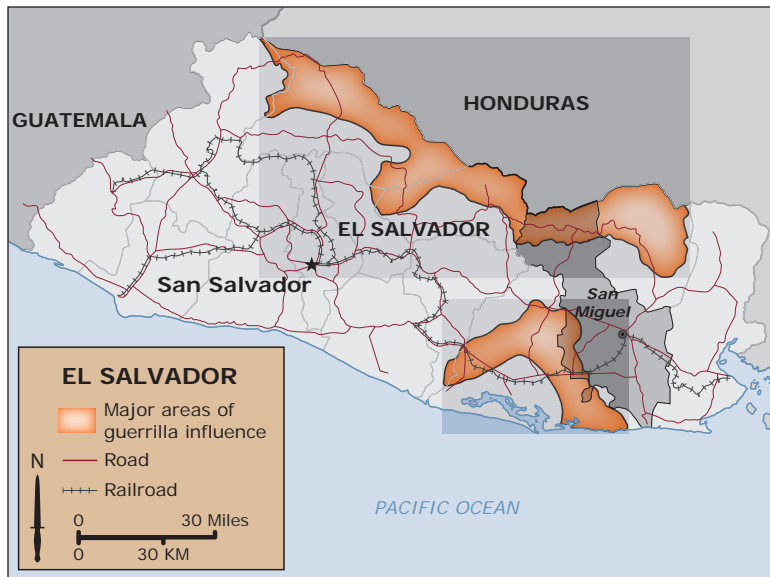 GUATEMALA
HONDURAS
EL SALVADOR
San Salvador
San
Miguel
EL SALVADOR
Major areas of
guerrilla influence
Road
Railroad
N
0 30 Miles
0 30 KM
PACIFIC OCEAN